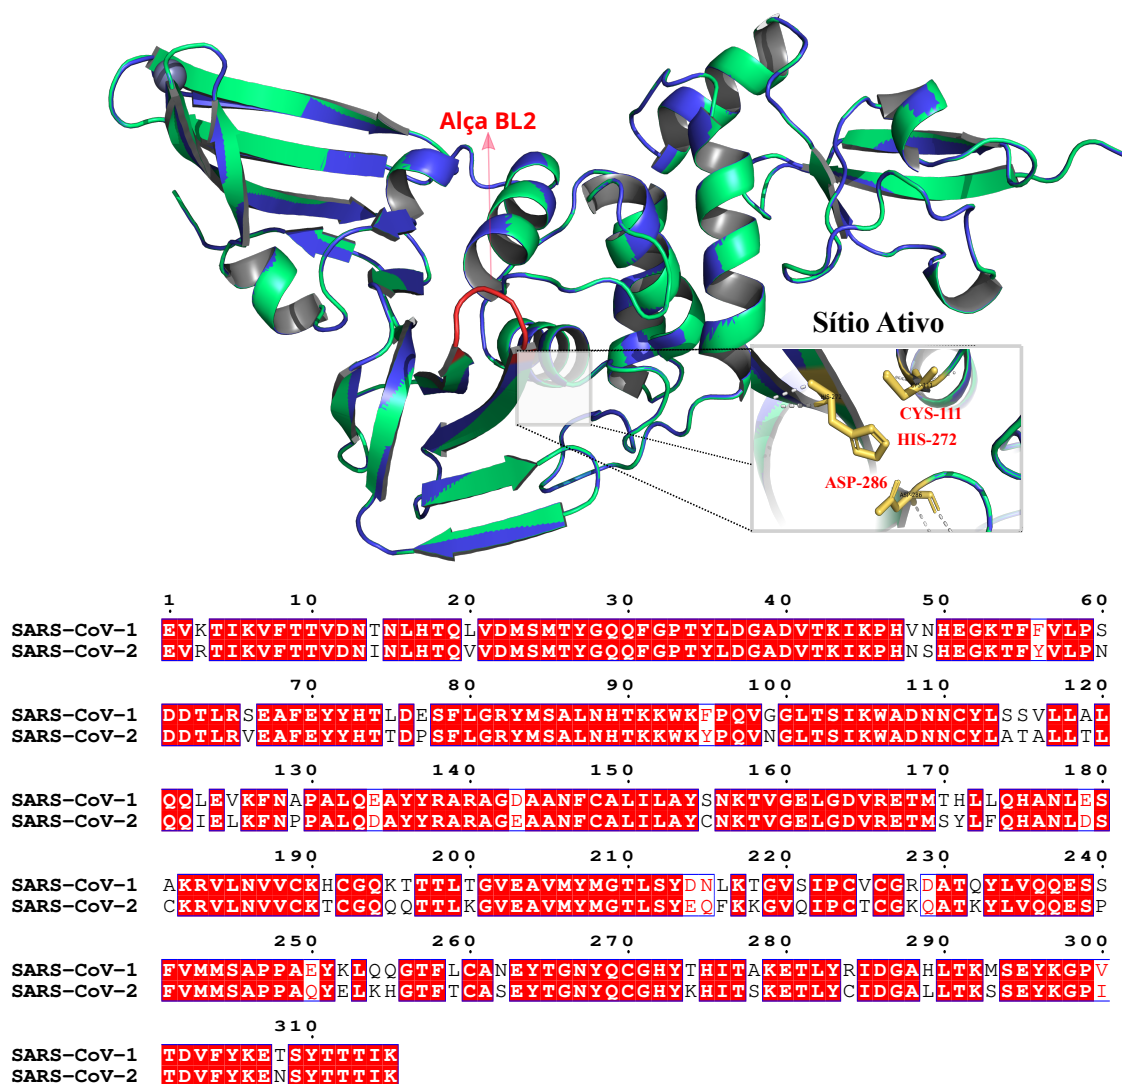 Alça BL2
Sítio Ativo
HIS-272
CYS-111
HIS-272
ASP-286
ASP-286
1 10 20 30 40 50 60
SARS-CoV-1 EVKTIKVFTTVDNTNLHTQLVDMSMTYGQQFGPTYLDGADVTKIKPHVNHEGKTFFVLPS
SARS-CoV-2 EVRTIKVFTTVDNINLHTQVVDMSMTYGQQFGPTYLDGADVTKIKPHNSHEGKTFYVLPN
70 80 90 100 110 120
SARS-CoV-1 DDTLRSEAFEYYHTLDESFLGRYMSALNHTKKWKFPQVGGLTSIKWADNNCYLSSVLLAL
SARS-CoV-2 DDTLRVEAFEYYHTTDPSFLGRYMSALNHTKKWKYPQVNGLTSIKWADNNCYLATALLTL
130 140 150 160 170 180
SARS-CoV-1 QQLEVKFNAPALQEAYYRARAGDAANFCALILAYSNKTVGELGDVRETMTHLLQHANLES
SARS-CoV-2 QQIELKFNPPALQDAYYRARAGEAANFCALILAYCNKTVGELGDVRETMSYLFQHANLDS
190 200 210 220 230 240
SARS-CoV-1 AKRVLNVVCKHCGQKTTTLTGVEAVMYMGTLSYDNLKTGVSIPCVCGRDATQYLVQQESS
SARS-CoV-2 CKRVLNVVCKTCGQQQTTLKGVEAVMYMGTLSYEQFKKGVQIPCTCGKQATKYLVQQESP
250 260 270 280 290 300
SARS-CoV-1 FVMMSAPPAEYKLQQGTFLCANEYTGNYQCGHYTHITAKETLYRIDGAHLTKMSEYKGPV
SARS-CoV-2 FVMMSAPPAQYELKHGTFTCASEYTGNYQCGHYKHITSKETLYCIDGALLTKSSEYKGPI
310
SARS-CoV-1 TDVFYKETSYTTTIK
SARS-CoV-2 TDVFYKENSYTTTIK